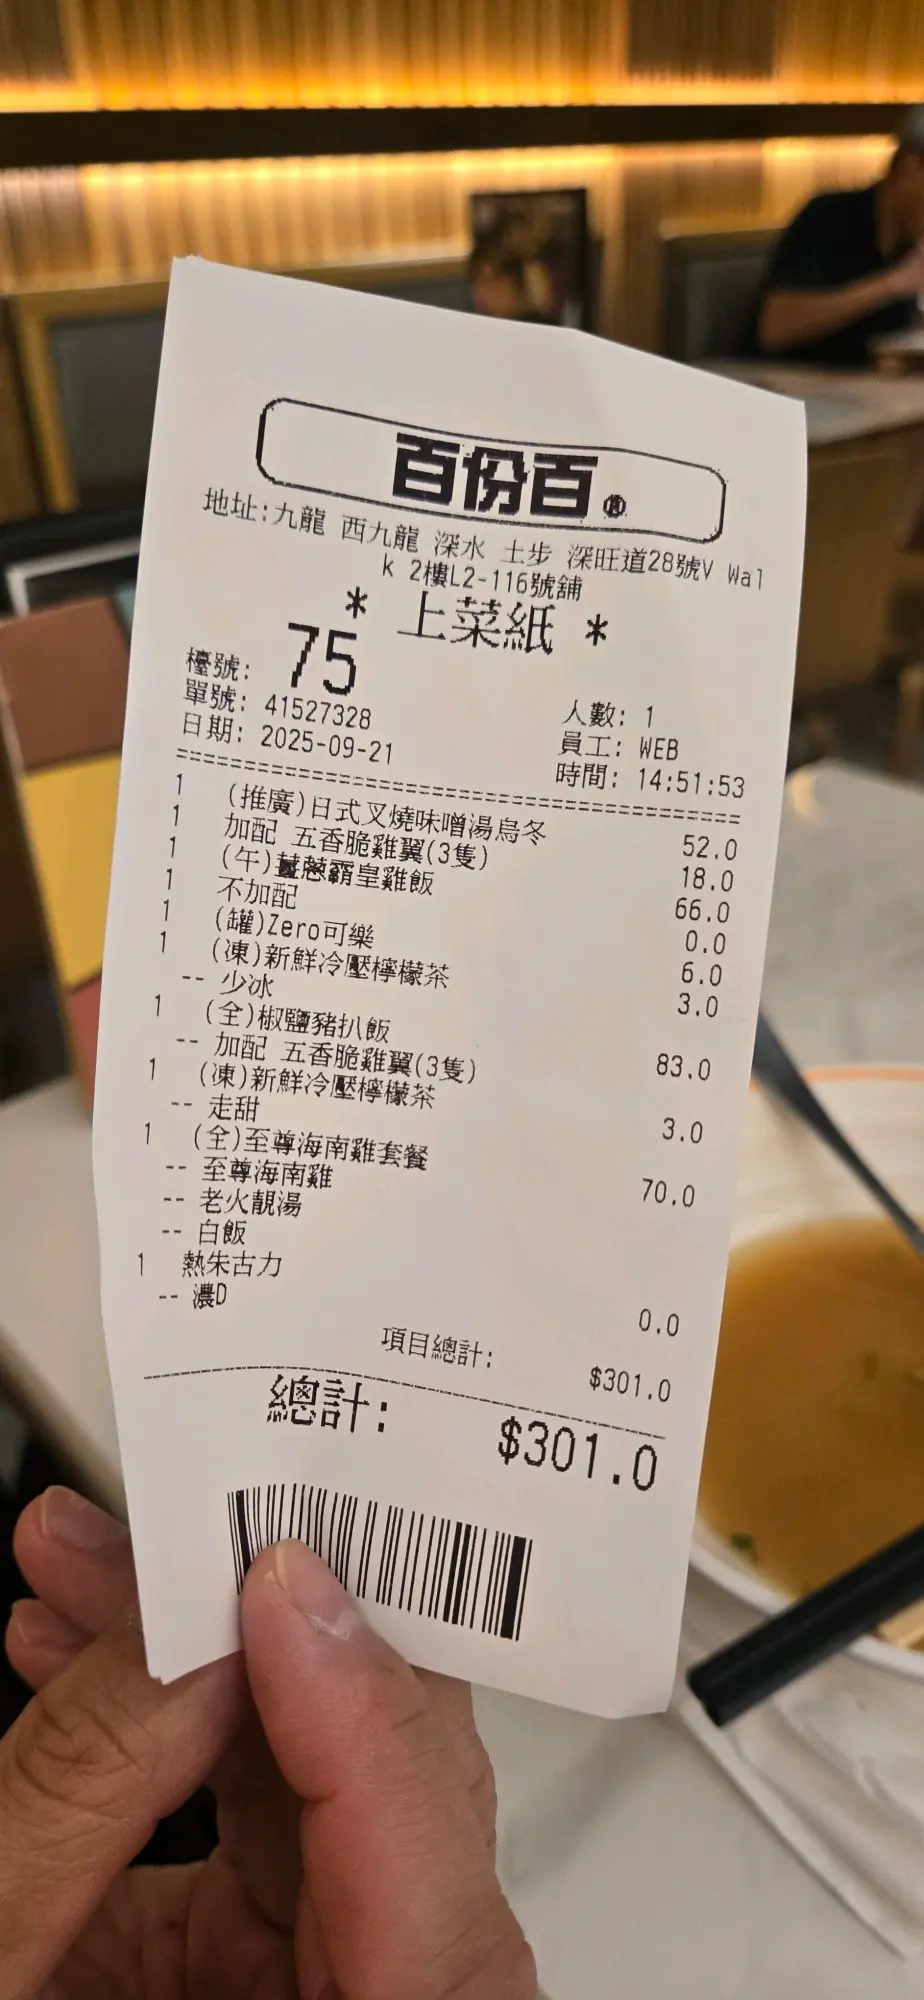 百份百®
地址:九龍 西九龍 深水 土步 深旺道28號V Wal
k 2樓L2-116號舖
* 上菜紙 *
檯號: 75
單號: 41527328 人數: 1
日期: 2025-09-21 員工: WEB
時間: 14:51:53
1 (推廣)日式叉燒味噌湯烏冬 52.0
1 加配 五香脆雞翼(3隻) 18.0
1 (午)薑蔥霸皇雞飯 66.0
1 不加配 0.0
1 (罐)Zero可樂 6.0
1 (凍)新鮮冷壓檸檬茶 3.0
-- 少冰
1 (全)椒鹽豬扒飯 83.0
-- 加配 五香脆雞翼(3隻)
1 (凍)新鮮冷壓檸檬茶 3.0
-- 走甜
1 (全)至尊海南雞套餐 70.0
-- 至尊海南雞
-- 老火靚湯
-- 白飯
1 熱朱古力 0.0
-- 濃D
項目總計: $301.0
總計: $301.0